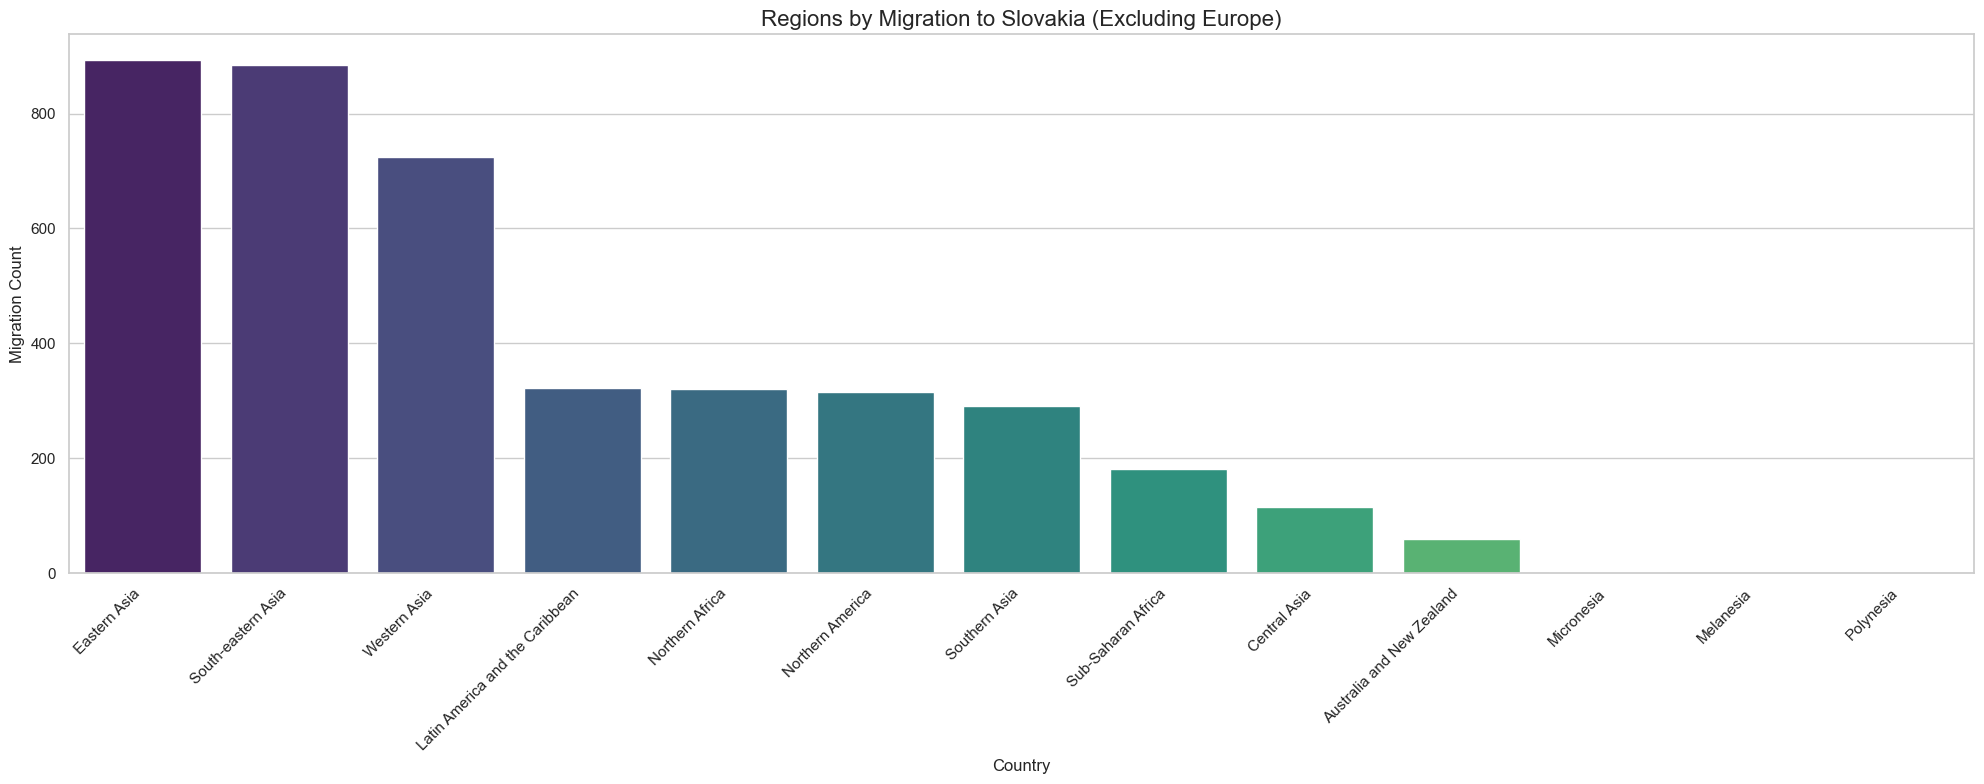 Regions by Migration to Slovakia (Excluding Europe)
Migration Count
800
600
400
200
0
Eastern Asia
South-eastern Asia
Western Asia
Latin America and the Caribbean
Northern Africa
Northern America
Southern Asia
Sub-Saharan Africa
Central Asia
Australia and New Zealand
Micronesia
Melanesia
Polynesia
Country